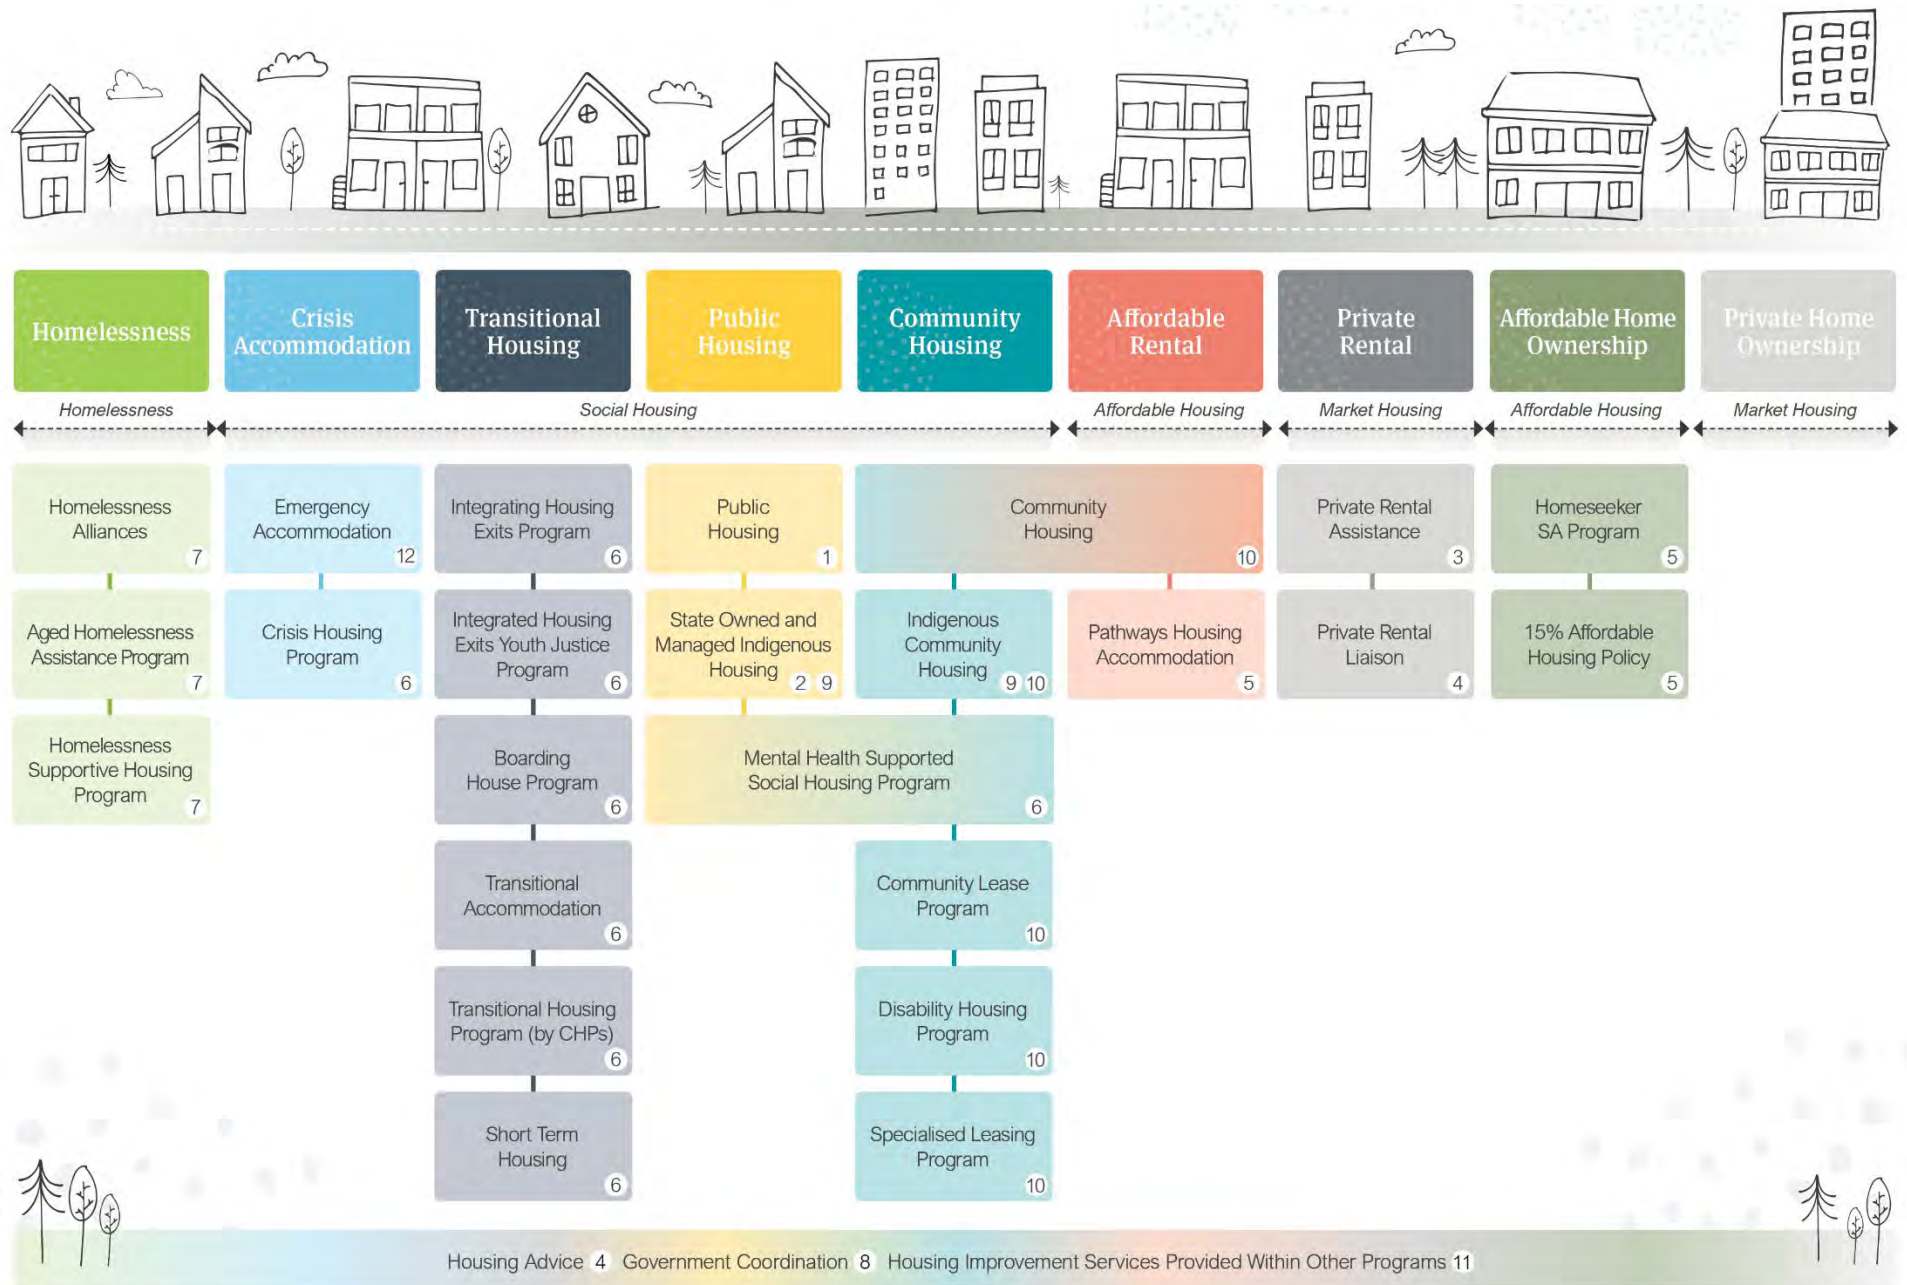 Homelessness
Crisis
Accommodation
Transitional
Housing
Public
Housing
Community
Housing
Affordable
Rental
Private
Rental
Affordable Home
Ownership
Private Home
Ownership
Homelessness
Social Housing
Affordable Housing
Market Housing
Affordable Housing
Market Housing
Homelessness
Alliances
7
Emergency
Accommodation
12
Integrating Housing
Exits Program
6
Public
Housing
1
Community
Housing
10
Private Rental
Assistance
3
Homeseeker
SA Program
5
Aged Homelessness
Assistance Program
7
Crisis Housing
Program
6
Integrated Housing
Exits Youth Justice
Program
6
State Owned and
Managed Indigenous
Housing 2 9
Indigenous
Community
Housing 9 10
Pathways Housing
Accommodation
5
Private Rental
Liaison
4
15% Affordable
Housing Policy
5
Homelessness
Supportive Housing
Program
7
Boarding
House Program
6
Mental Health Supported
Social Housing Program
6
Transitional
Accommodation
6
Community Lease
Program
10
Transitional Housing
Program (by CHPs)
6
Disability Housing
Program
10
Short Term
Housing
6
Specialised Leasing
Program
10
Housing Advice 4 Government Coordination 8 Housing Improvement Services Provided Within Other Programs 11